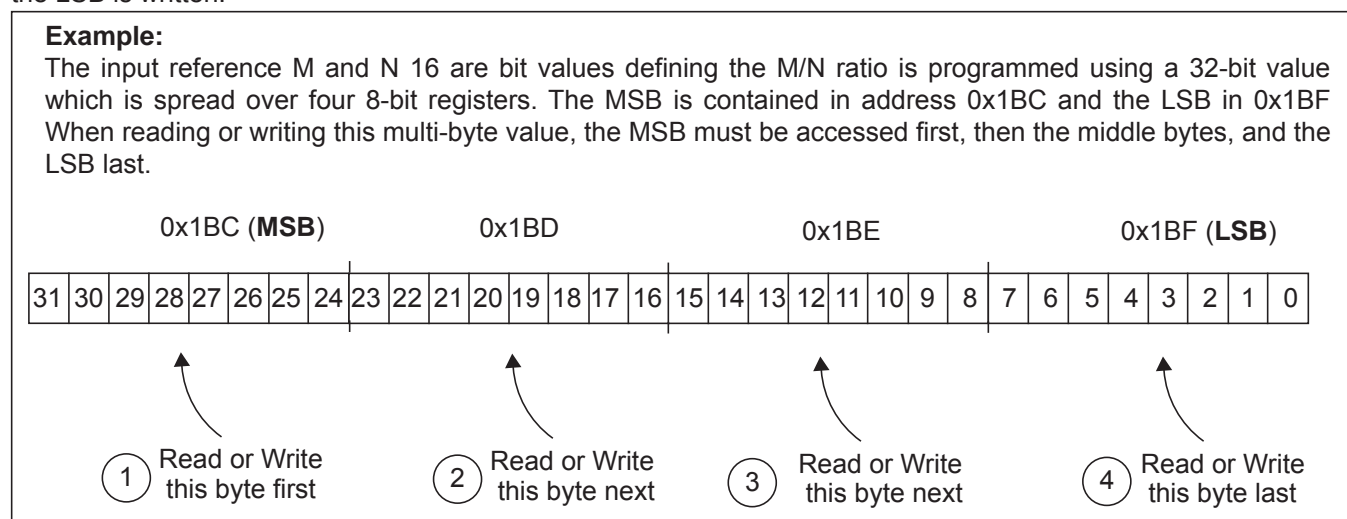 the LSB is written.
Example:
The input reference M and N 16 are bit values defining the M/N ratio is programmed using a 32-bit value
which is spread over four 8-bit registers. The MSB is contained in address 0x1BC and the LSB in 0x1BF
When reading or writing this multi-byte value, the MSB must be accessed first, then the middle bytes, and the
LSB last.
0x1BC (MSB) 0x1BD 0x1BE 0x1BF (LSB)
31 30 29 28 27 26 25 24 23 22 21 20 19 18 17 16 15 14 13 12 11 10 9 8 7 6 5 4 3 2 1 0
1 Read or Write
this byte first
2 Read or Write
this byte next
3 Read or Write
this byte next
4 Read or Write
this byte last